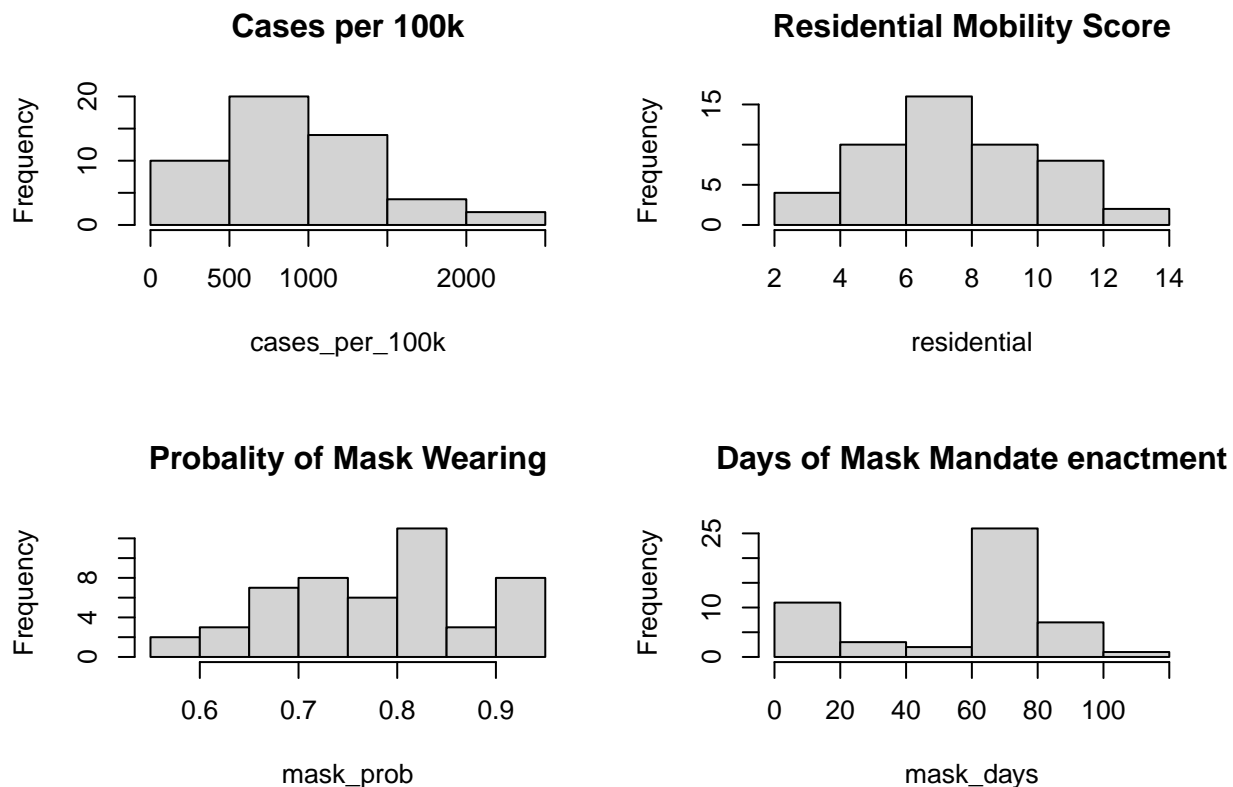 Cases per 100k
Frequency
0 10 20
0 500 1000 2000
cases_per_100k
Residential Mobility Score
Frequency
0 5 15
2 4 6 8 10 12 14
residential
Probality of Mask Wearing
Frequency
0 4 8
0.6 0.7 0.8 0.9
mask_prob
Days of Mask Mandate enactment
Frequency
0 10 25
0 20 40 60 80 100
mask_days